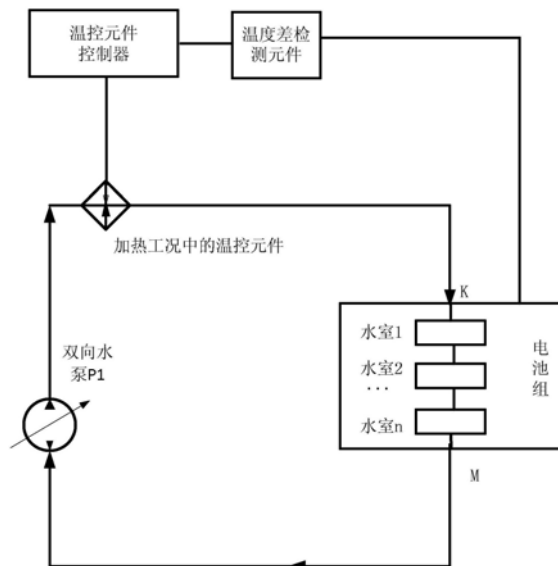 温控元件
控制器
温度差检
测元件
加热工况中的温控元件
K
水室1
水室2
...
水室n
电
池
组
双向水
泵P1
M